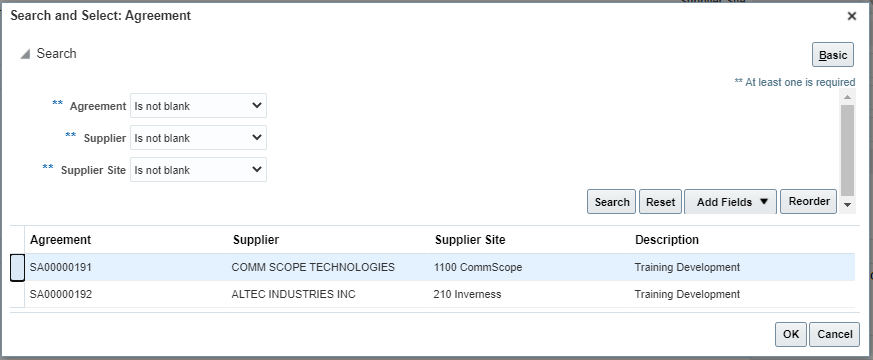 Supplier Site
Search and Select: Agreement
Search
Basic
** At least one is required
** Agreement Is not blank
** Supplier Is not blank
** Supplier Site Is not blank
Search Reset Add Fields Reorder
Agreement Supplier Supplier Site Description
SA00000191 COMM SCOPE TECHNOLOGIES 1100 CommScope Training Development
SA00000192 ALTEC INDUSTRIES INC 210 Inverness Training Development
OK Cancel